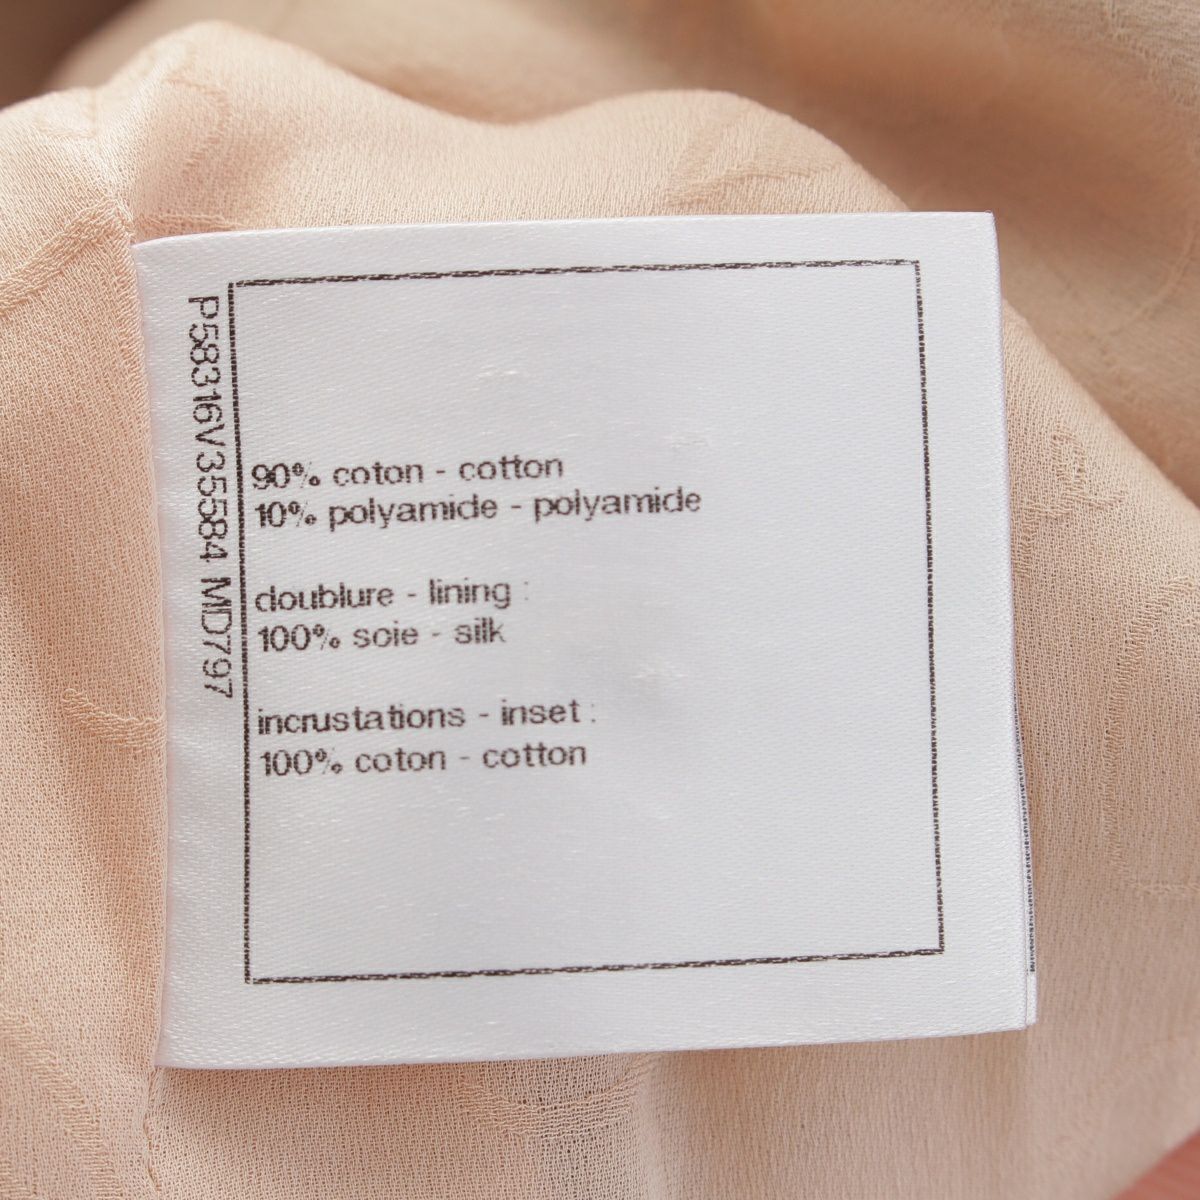 P58316V35584 MD797
90% coton - cotton
10% polyamide - polyamide
doublure - lining :
100% soie - silk
incrustations - inset :
100% coton - cotton